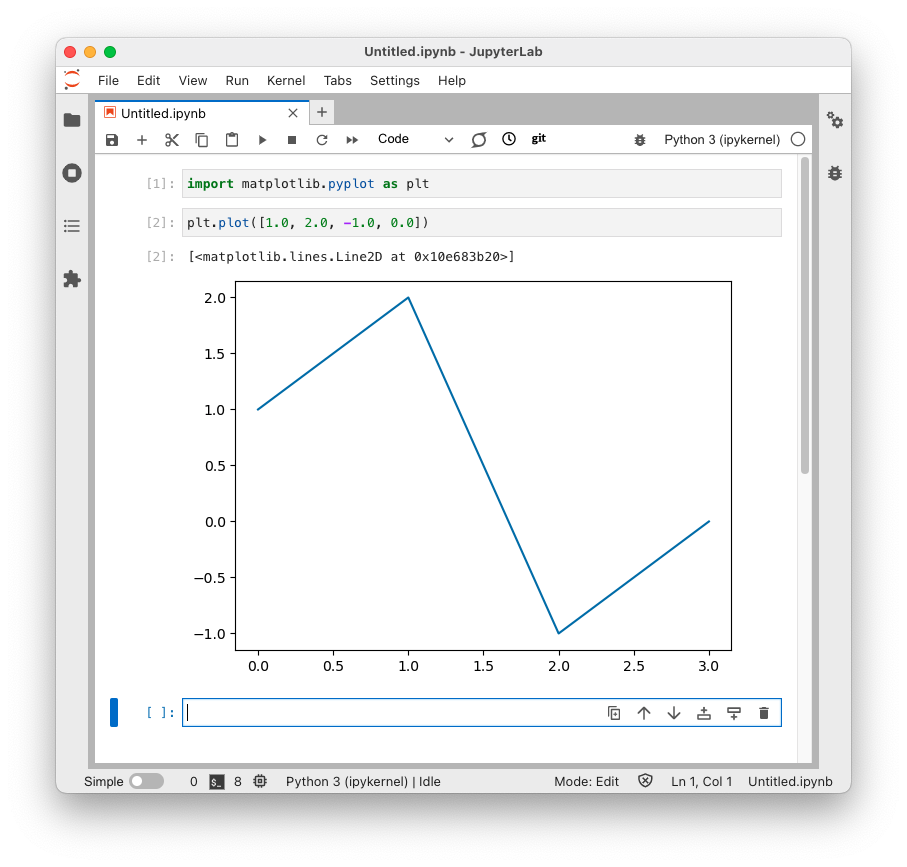 Untitled.ipynb - JupyterLab
File Edit View Run Kernel Tabs Settings Help
Untitled.ipynb
Code git Python 3 (ipykernel)
[1]: import matplotlib.pyplot as plt
[2]: plt.plot([1.0, 2.0, −1.0, 0.0])
[2]: [<matplotlib.lines.Line2D at 0x10e683b20>]
2.0
1.5
1.0
0.5
0.0
−0.5
−1.0
0.0 0.5 1.0 1.5 2.0 2.5 3.0
[ ]:
Simple 0 $_ 8 Python 3 (ipykernel) | Idle Mode: Edit Ln 1, Col 1 Untitled.ipynb